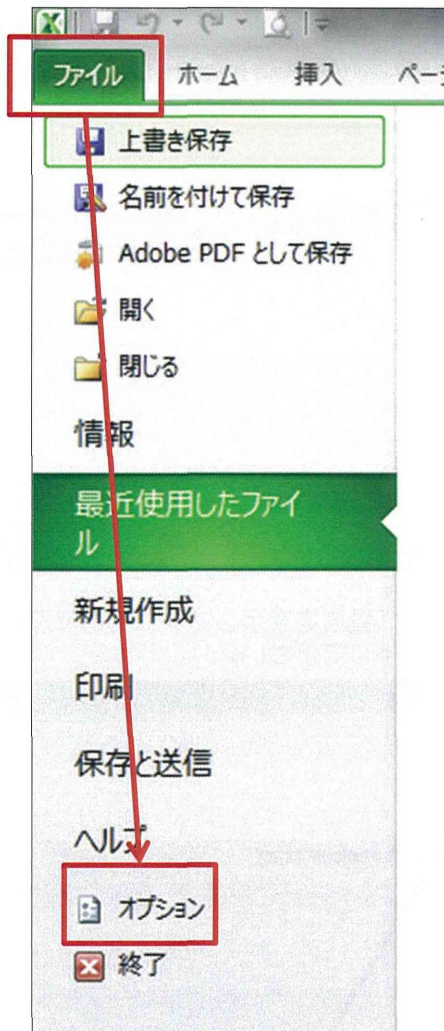 ファイル ホーム 挿入 ページ
上書き保存
名前を付けて保存
Adobe PDF として保存
開く
閉じる
情報
最近使用したファイ
ル
新規作成
印刷
保存と送信
ヘルプ
オプション
終了